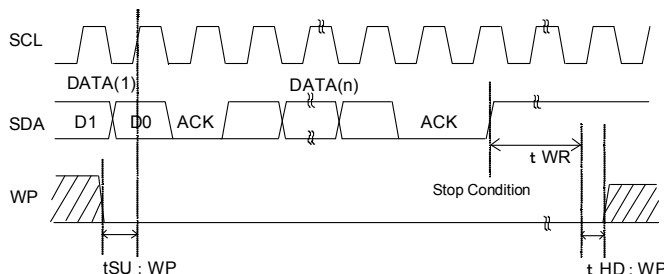 SCL
DATA(1)
DATA(n)
SDA
D1
D0
ACK
ACK
t WR
Stop Condition
WP
tSU : WP
t HD : WP